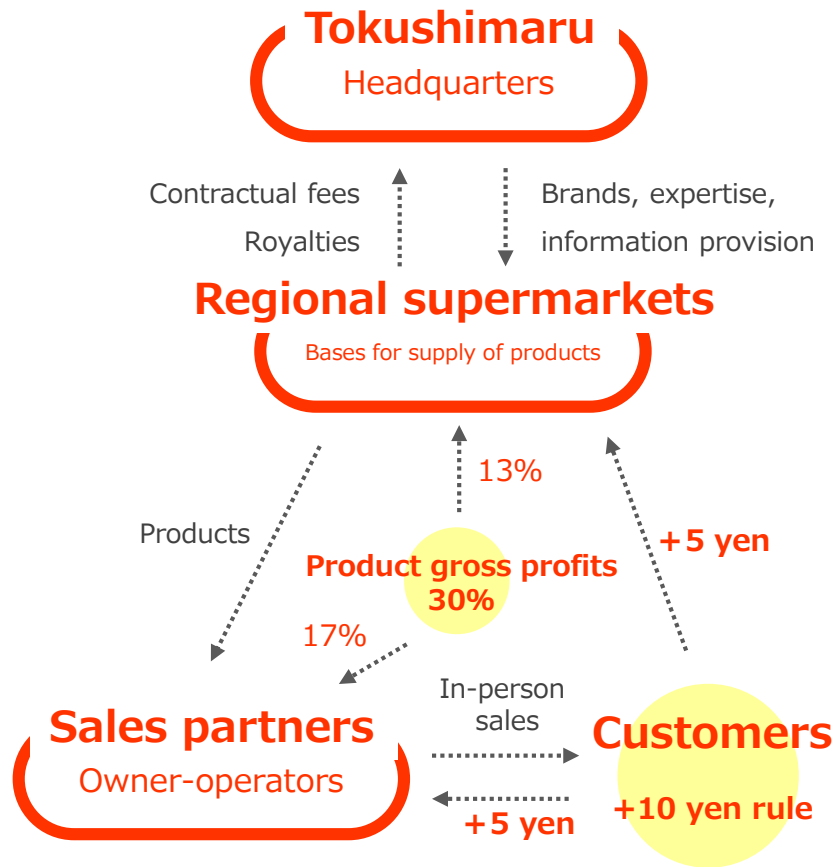 Tokushimaru
Headquarters
Contractual fees
Royalties
Brands, expertise,
information provision
Regional supermarkets
Bases for supply of products
13%
Products
+5 yen
Product gross profits
30%
17%
In-person
sales
Sales partners
Owner-operators
Customers
+10 yen rule
+5 yen